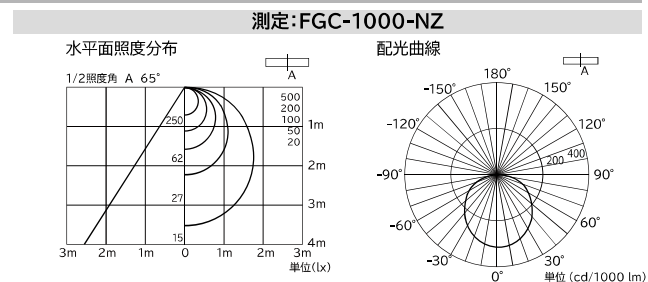 測定:FGC-1000-NZ
水平面照度分布
A
1/2照度角 A 65°
500
200
100
50
20
250
62
27
15
1m
2m
3m
4m
3m 2m 1m 0 1m 2m 3m
単位(lx)
配光曲線
A
180°
-150° 150°
-120° 120°
200 400
-90° 90°
-60° 60°
-30° 30°
0°
単位(cd/1000 lm)